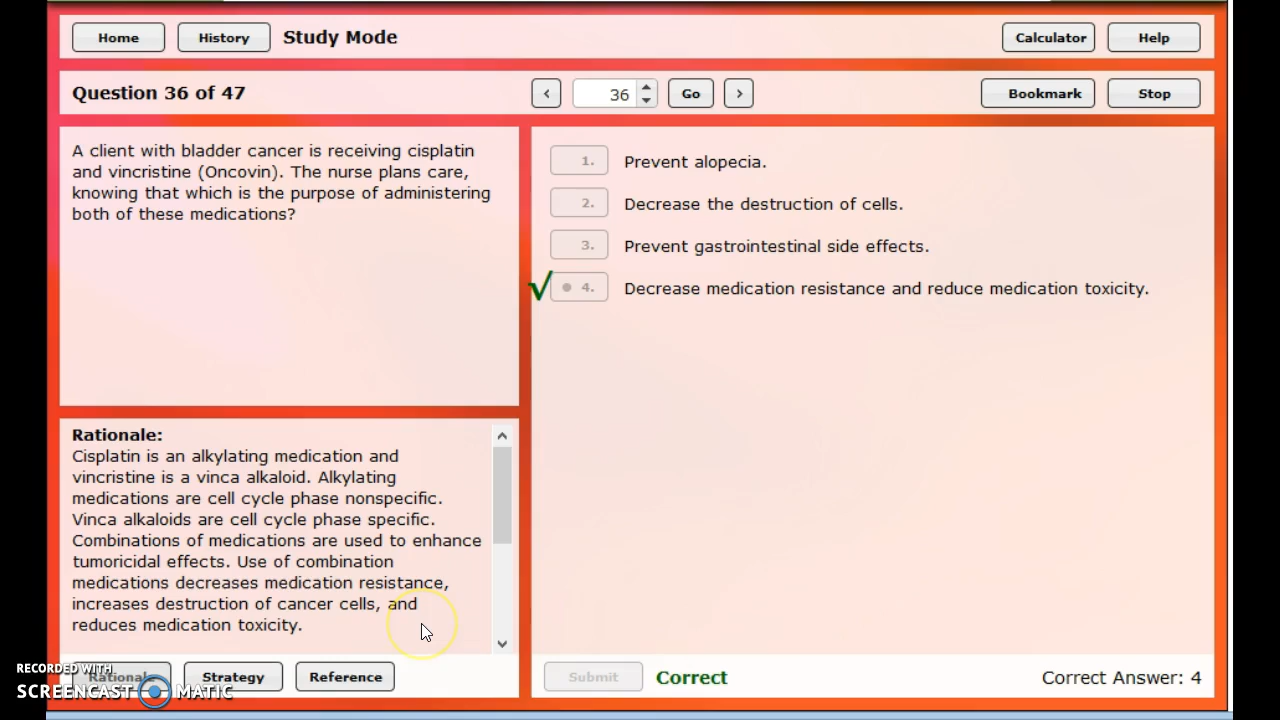 Home History Study Mode Calculator Help
Question 36 of 47 < 36 Go > Bookmark Stop
A client with bladder cancer is receiving cisplatin
and vincristine (Oncovin). The nurse plans care,
knowing that which is the purpose of administering
both of these medications?
1. Prevent alopecia.
2. Decrease the destruction of cells.
3. Prevent gastrointestinal side effects.
√ 4. Decrease medication resistance and reduce medication toxicity.
Rationale:
Cisplatin is an alkylating medication and
vincristine is a vinca alkaloid. Alkylating
medications are cell cycle phase nonspecific.
Vinca alkaloids are cell cycle phase specific.
Combinations of medications are used to enhance
tumoricidal effects. Use of combination
medications decreases medication resistance,
increases destruction of cancer cells, and
reduces medication toxicity.
Rationale Strategy Reference Submit Correct Correct Answer: 4
RECORDED WITH
SCREENCAST MATIC